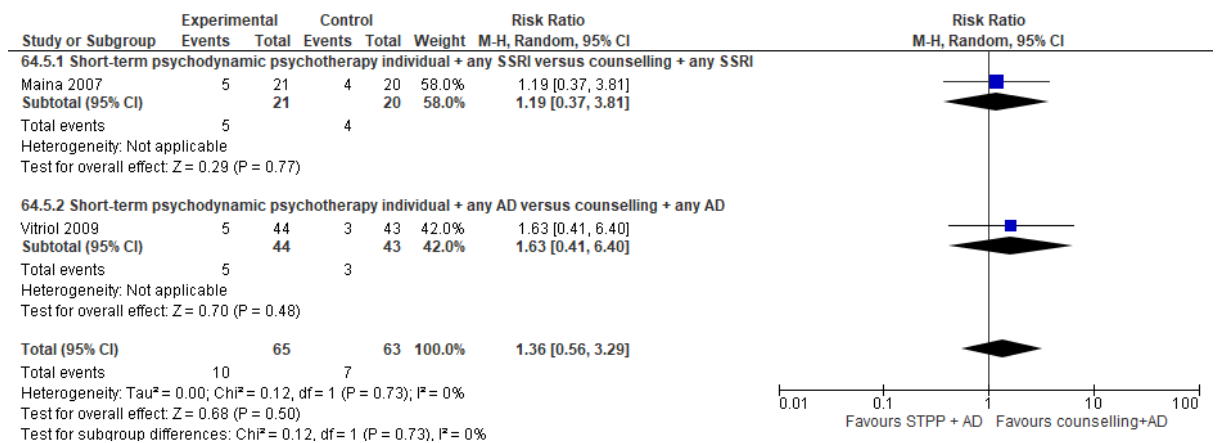 Experimental Control Risk Ratio Risk Ratio
Study or Subgroup Events Total Events Total Weight M-H, Random, 95% CI M-H, Random, 95% CI
64.5.1 Short-term psychodynamic psychotherapy individual + any SSRI versus counselling + any SSRI
Maina 2007 5 21 4 20 58.0% 1.19 [0.37, 3.81]
Subtotal (95% CI) 21 20 58.0% 1.19 [0.37, 3.81]
Total events 5 4
Heterogeneity: Not applicable
Test for overall effect: Z = 0.29 (P = 0.77)
64.5.2 Short-term psychodynamic psychotherapy individual + any AD versus counselling + any AD
Vitriol 2009 5 44 3 43 42.0% 1.63 [0.41, 6.40]
Subtotal (95% CI) 44 43 42.0% 1.63 [0.41, 6.40]
Total events 5 3
Heterogeneity: Not applicable
Test for overall effect: Z = 0.70 (P = 0.48)
Total (95% CI) 65 63 100.0% 1.36 [0.56, 3.29]
Total events 10 7
Heterogeneity: Tau² = 0.00; Chi² = 0.12, df = 1 (P = 0.73); I² = 0%
Test for overall effect: Z = 0.68 (P = 0.50)
Test for subgroup differences: Chi² = 0.12, df = 1 (P = 0.73), I² = 0%
0.01 0.1 1 10 100
Favours STPP + AD Favours counselling+AD